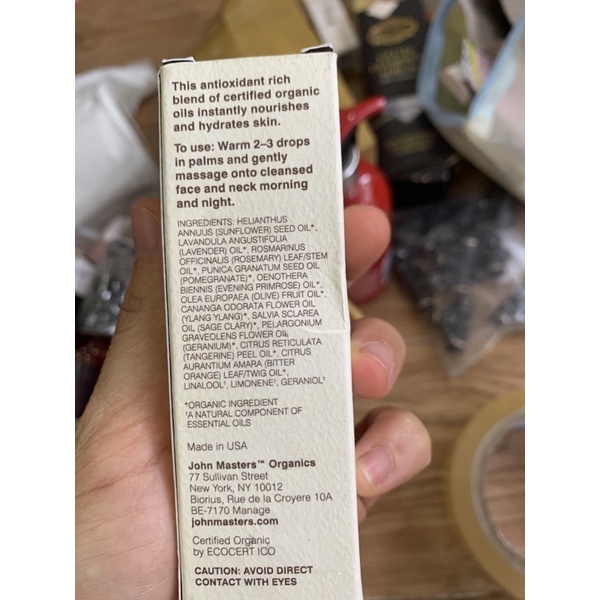 This antioxidant rich
blend of certified organic
oils instantly nourishes
and hydrates skin.
To use: Warm 2–3 drops
in palms and gently
massage onto cleansed
face and neck morning
and night.
INGREDIENTS: HELIANTHUS
ANNUUS (SUNFLOWER) SEED OIL*,
LAVANDULA ANGUSTIFOLIA
(LAVENDER) OIL*, ROSMARINUS
OFFICINALIS (ROSEMARY) LEAF/STEM
OIL*, PUNICA GRANATUM SEED OIL
(POMEGRANATE)*, OENOTHERA
BIENNIS (EVENING PRIMROSE) OIL*,
OLEA EUROPAEA (OLIVE) FRUIT OIL*,
CANANGA ODORATA FLOWER OIL
(YLANG YLANG)*, SALVIA SCLAREA
OIL (SAGE CLARY)*, PELARGONIUM
GRAVEOLENS FLOWER OIL
(GERANIUM)*, CITRUS RETICULATA
(TANGERINE) PEEL OIL*, CITRUS
AURANTIUM AMARA (BITTER
ORANGE) LEAF/TWIG OIL*,
LINALOOL†, LIMONENE†, GERANIOL†
*ORGANIC INGREDIENT
†A NATURAL COMPONENT OF
ESSENTIAL OILS
Made in USA
John Masters™ Organics
77 Sullivan Street
New York, NY 10012
Biorius, Rue de la Croyere 10A
BE-7170 Manage
johnmasters.com
Certified Organic
by ECOCERT ICO
CAUTION: AVOID DIRECT
CONTACT WITH EYES